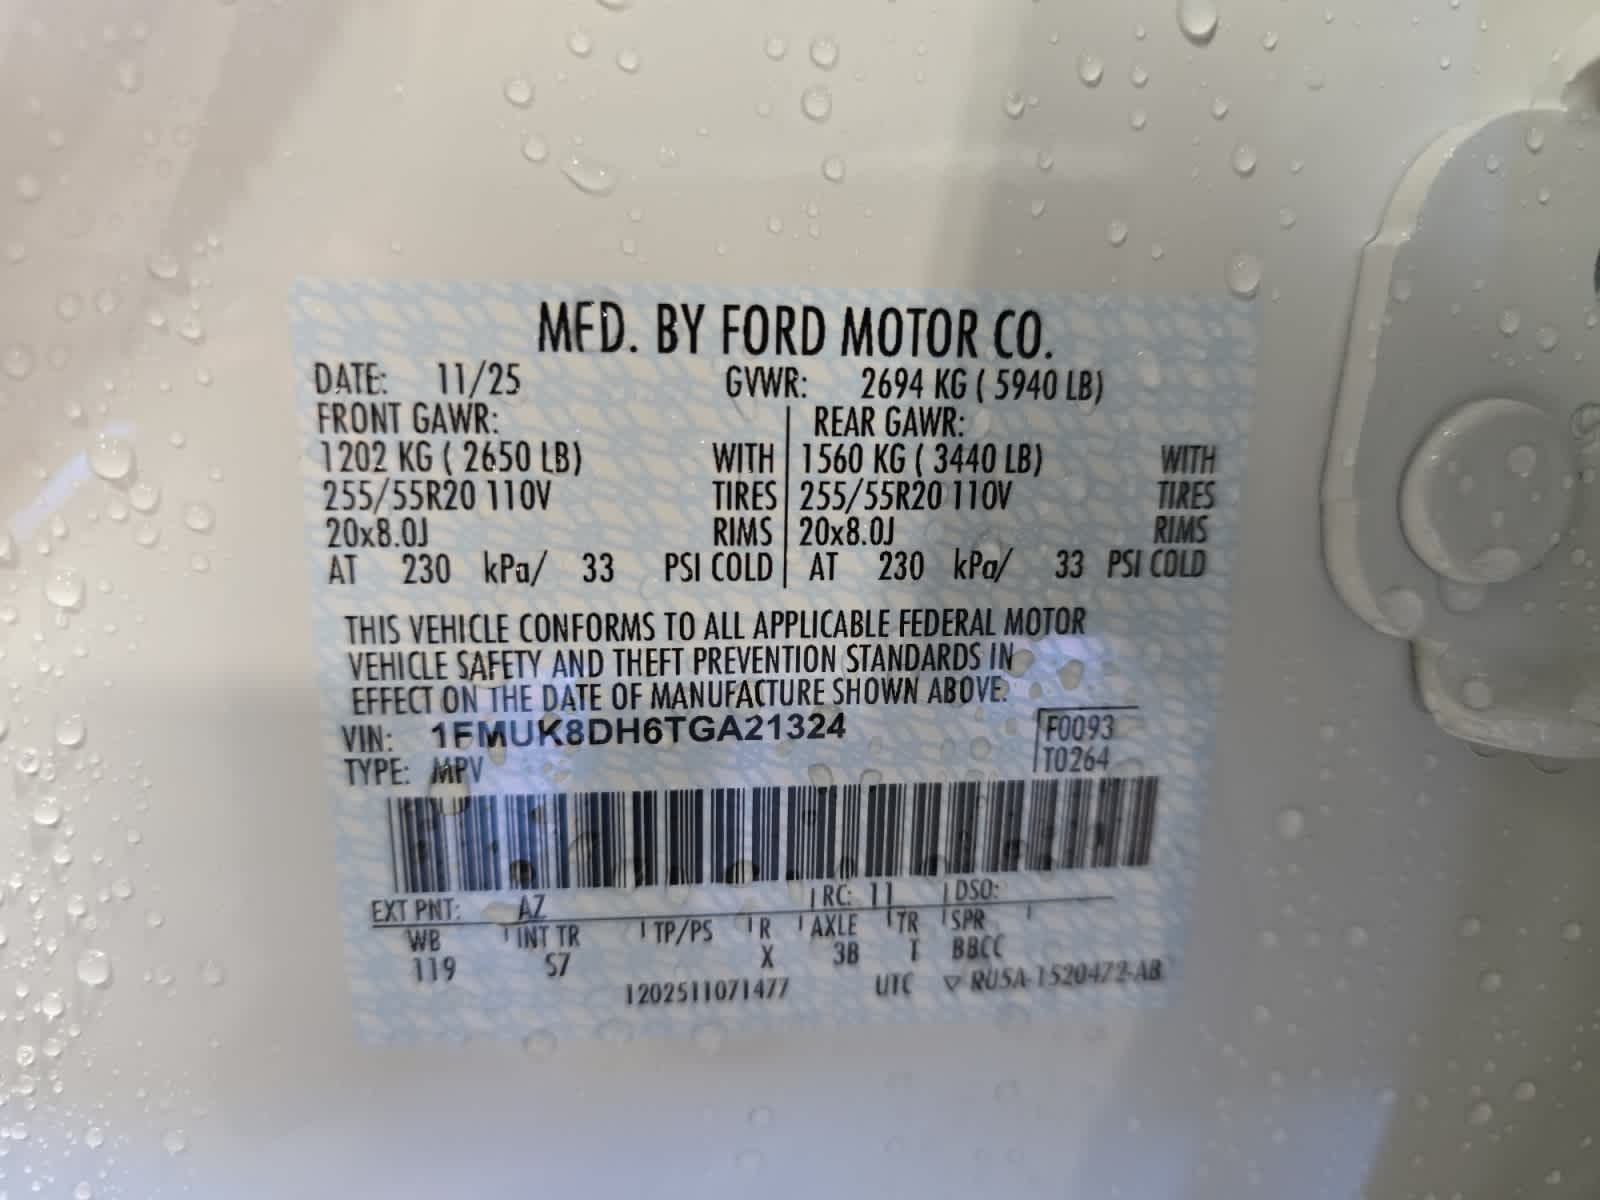 MFD. BY FORD MOTOR CO.
DATE: 11/25 GVWR: 2694 KG ( 5940 LB)
FRONT GAWR: REAR GAWR:
1202 KG ( 2650 LB) WITH 1560 KG ( 3440 LB) WITH
255/55R20 110V TIRES 255/55R20 110V TIRES
20x8.0J RIMS 20x8.0J RIMS
AT 230 kPa/ 33 PSI COLD AT 230 kPa/ 33 PSI COLD
THIS VEHICLE CONFORMS TO ALL APPLICABLE FEDERAL MOTOR
VEHICLE SAFETY AND THEFT PREVENTION STANDARDS IN
EFFECT ON THE DATE OF MANUFACTURE SHOWN ABOVE.
VIN: 1FMUK8DH6TGA21324 F0093
TYPE: MPV T0264
EXT PNT: AZ RC: 11 DSO:
WB INT TR TP/PS R AXLE TR SPR
119 S7 X 3B T BBCC
1202511071477 UTC ▽ RU5A-1520472-AB